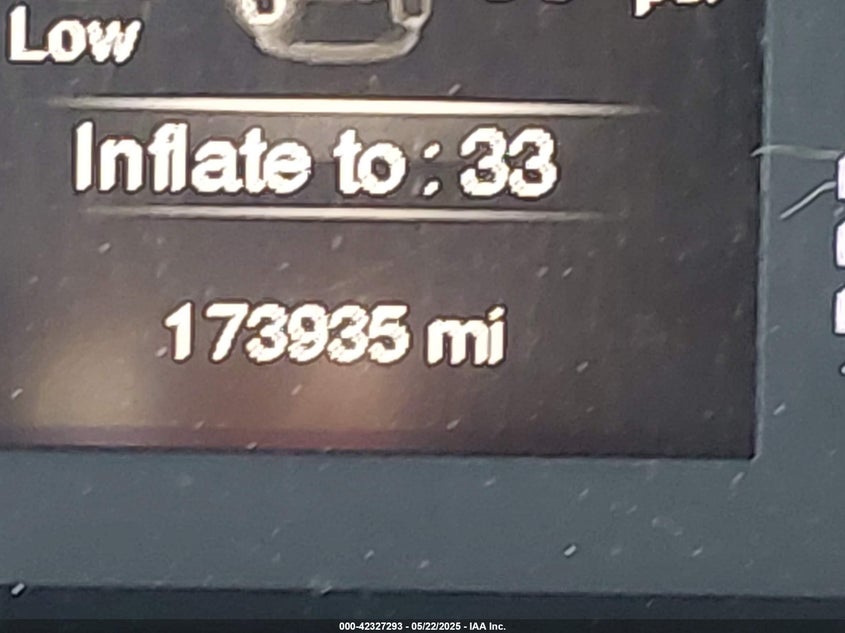 Low
Inflate to : 33
173935 mi
000-42327293 - 05/22/2025 - IAA Inc.